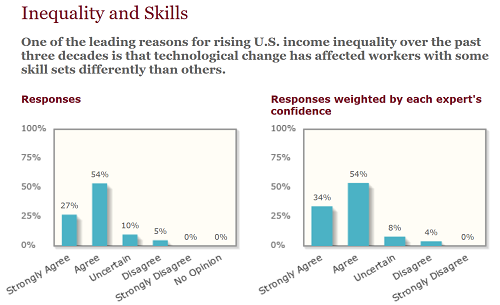 Inequality and Skills
One of the leading reasons for rising U.S. income inequality over the past
three decades is that technological change has affected workers with some
skill sets differently than others.
Responses
100%
75%
50%
25%
0%
27%
54%
10%
5%
0%
0%
Strongly Agree
Agree
Uncertain
Disagree
Strongly Disagree
No Opinion
Responses weighted by each expert's
confidence
100%
75%
50%
25%
0%
34%
54%
8%
4%
0%
Strongly Agree
Agree
Uncertain
Disagree
Strongly Disagree